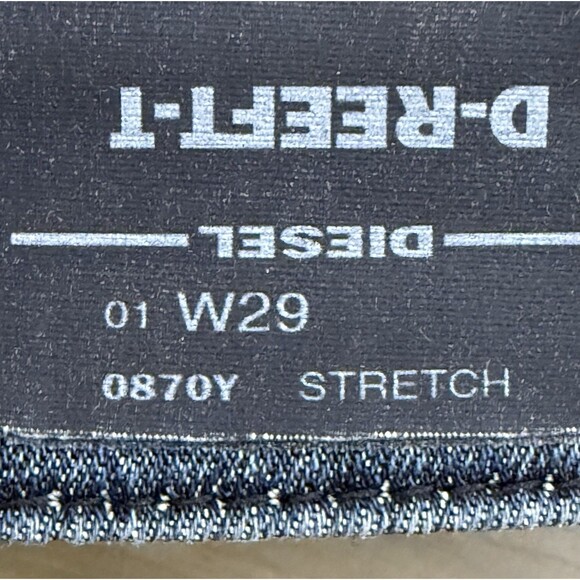 D-REEFT-T
DIESEL
01 W29
0870Y STRETCH